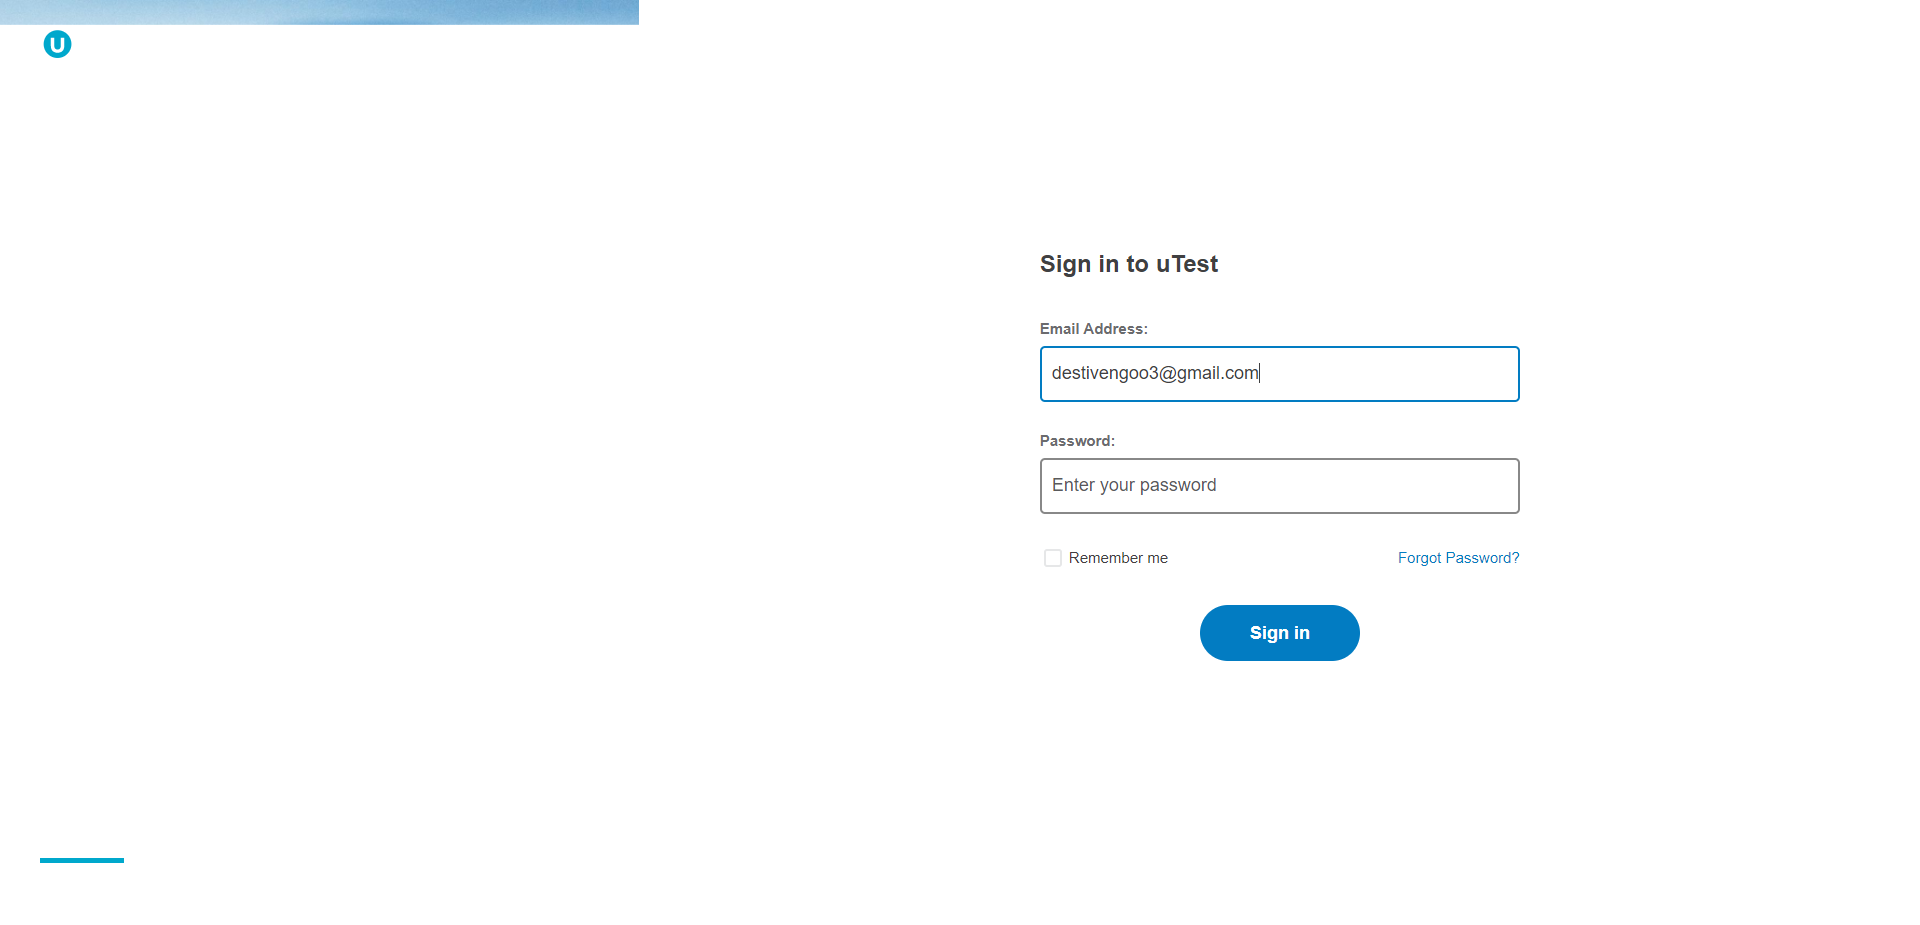 U
Sign in to uTest
Email Address:
destivengoo3@gmail.com
Password:
Enter your password
Remember me
Forgot Password?
Sign in